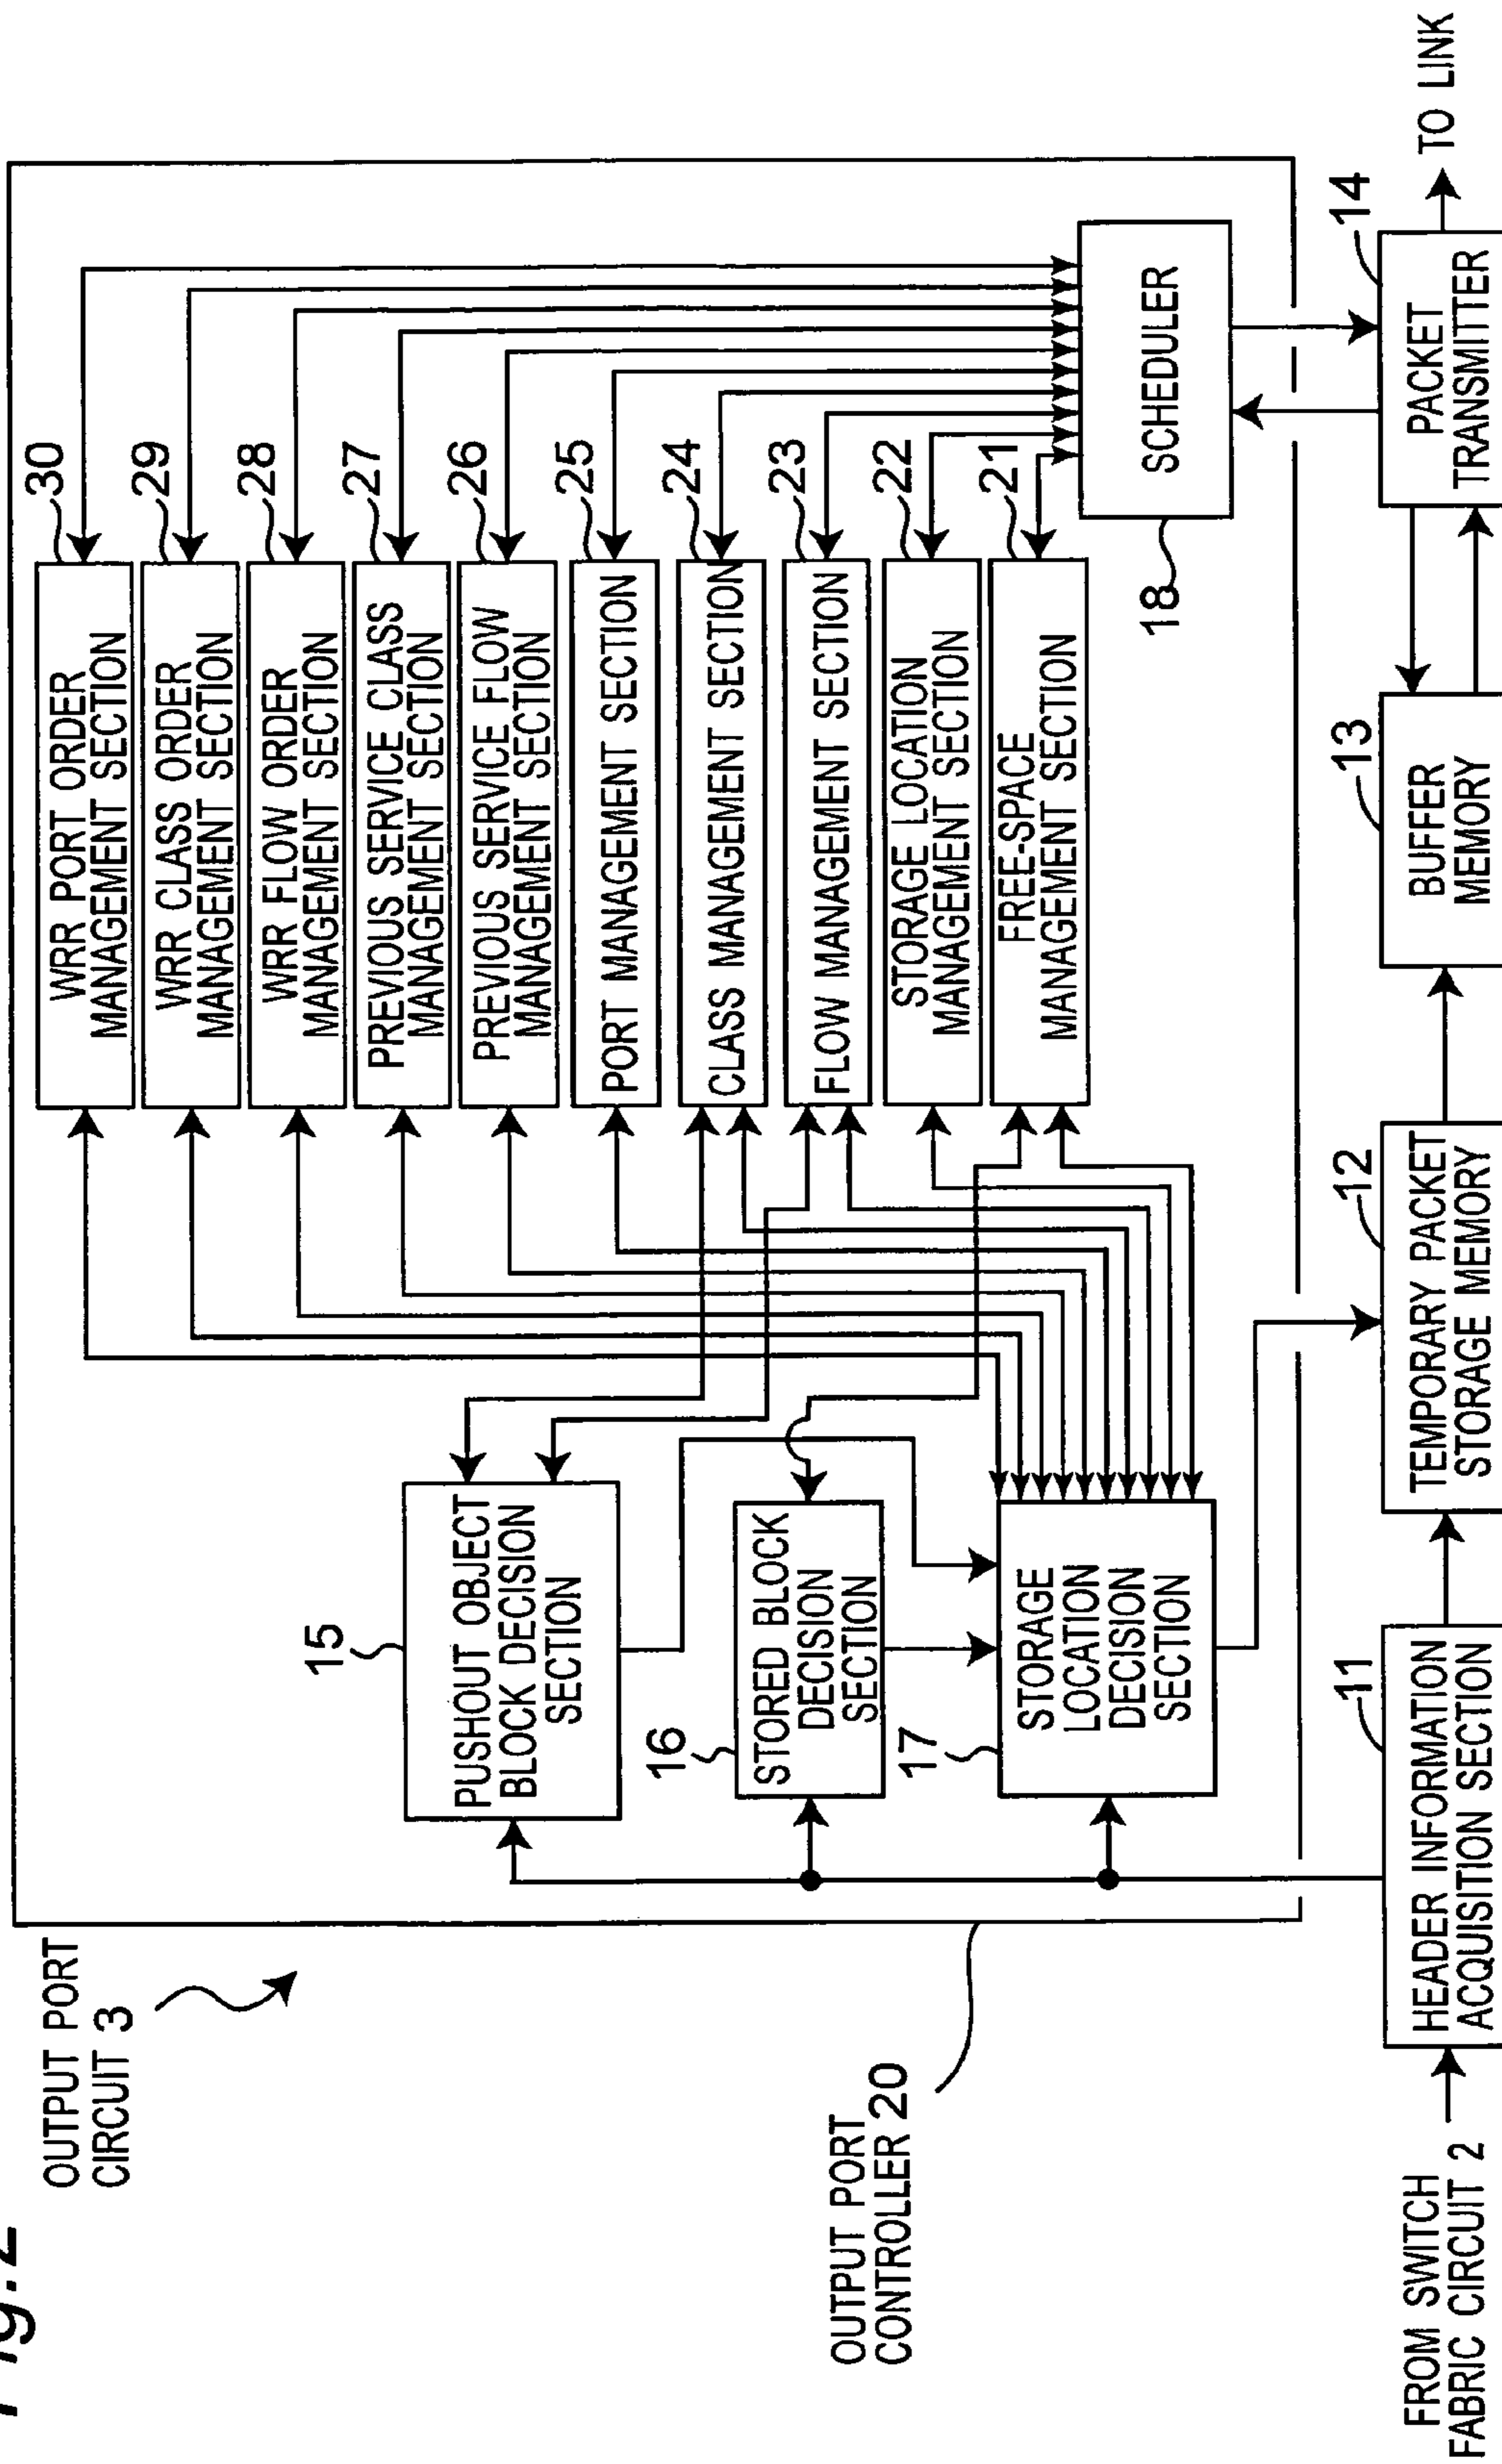 Fig.2
OUTPUT PORT
CIRCUIT 3
30
WRR PORT ORDER
MANAGEMENT SECTION
29
WRR CLASS ORDER
MANAGEMENT SECTION
28
WRR FLOW ORDER
MANAGEMENT SECTION
27
PREVIOUS SERVICE CLASS
MANAGEMENT SECTION
26
PREVIOUS SERVICE FLOW
MANAGEMENT SECTION
25
PORT MANAGEMENT SECTION
24
CLASS MANAGEMENT SECTION
23
FLOW MANAGEMENT SECTION
22
STORAGE LOCATION
MANAGEMENT SECTION
21
FREE-SPACE
MANAGEMENT SECTION
15
PUSHOUT OBJECT
BLOCK DECISION
SECTION
16
STORED BLOCK
DECISION
SECTION
17
STORAGE
LOCATION
DECISION
SECTION
SCHEDULER
18
OUTPUT PORT
CONTROLLER 20
FROM SWITCH
FABRIC CIRCUIT 2
11
HEADER INFORMATION
ACQUISITION SECTION
12
TEMPORARY PACKET
STORAGE MEMORY
13
BUFFER
MEMORY
14
PACKET
TRANSMITTER
TO LINK